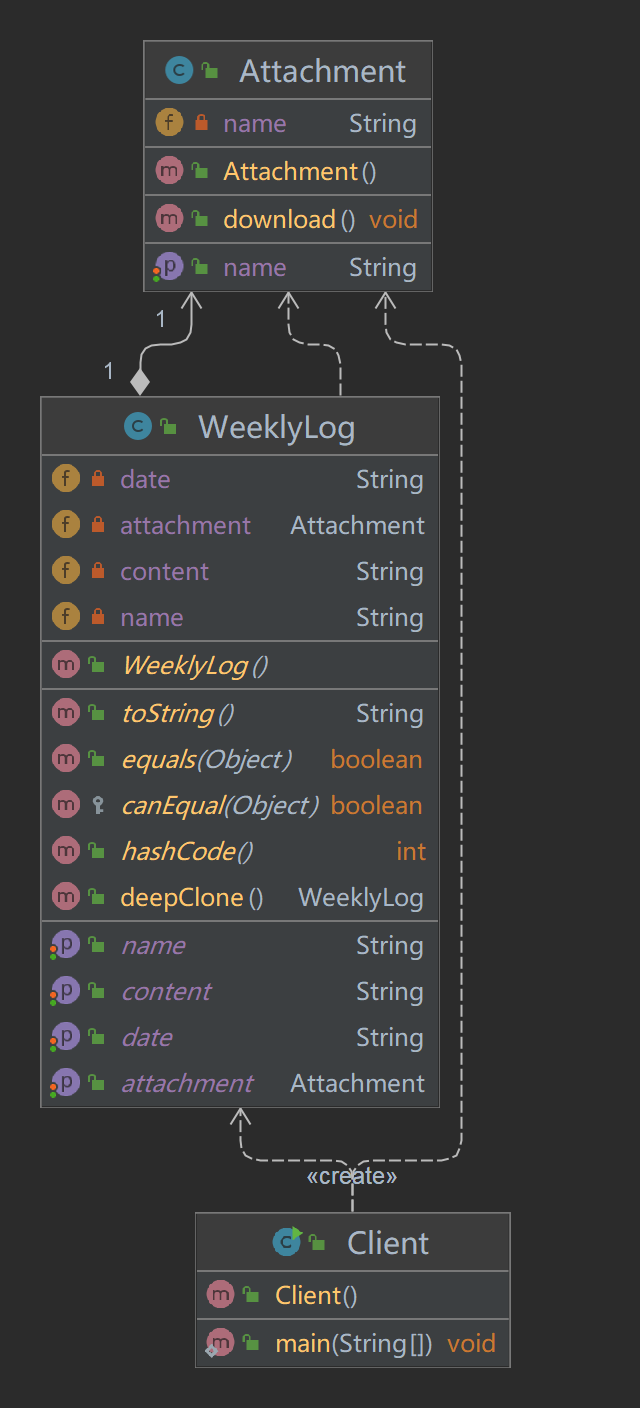 Attachment
name String
Attachment()
download() void
name String
1
1
WeeklyLog
date String
attachment Attachment
content String
name String
WeeklyLog()
toString() String
equals(Object) boolean
canEqual(Object) boolean
hashCode() int
deepClone() WeeklyLog
name String
content String
date String
attachment Attachment
«create»
Client
Client()
main(String[]) void